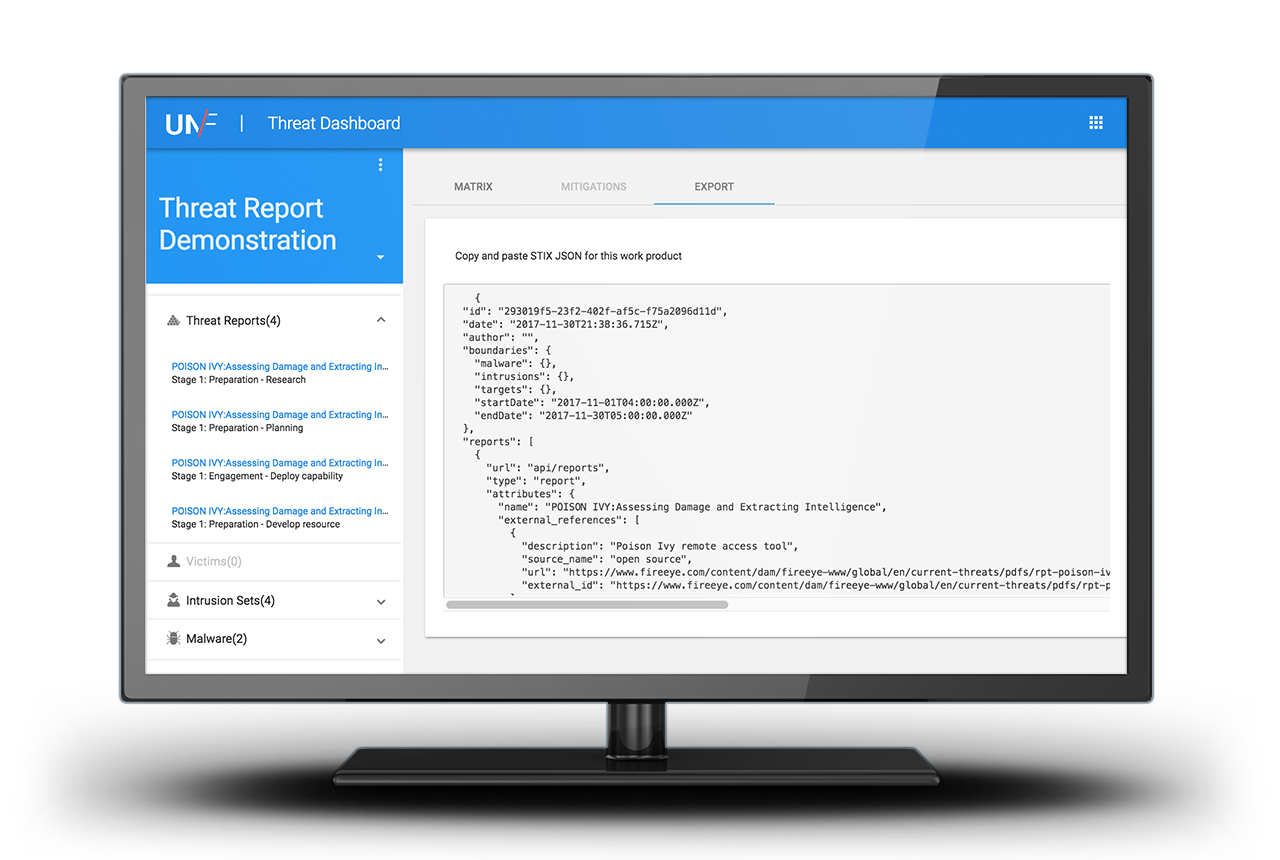 UNF | Threat Dashboard
Threat Report
Demonstration
MATRIX
MITIGATIONS
EXPORT
Copy and paste STIX JSON for this work product
Threat Reports(4)
POISON IVY:Assessing Damage and Extracting In...
Stage 1: Preparation - Research
POISON IVY:Assessing Damage and Extracting In...
Stage 1: Preparation - Planning
POISON IVY:Assessing Damage and Extracting In...
Stage 1: Engagement - Deploy capability
POISON IVY:Assessing Damage and Extracting In...
Stage 1: Preparation - Develop resource
Victims(0)
Intrusion Sets(4)
Malware(2)
{
"id": "293019f5-23f2-402f-af5c-f75a2096d11d",
"date": "2017-11-30T21:38:36.715Z",
"author": "",
"boundaries": {
"malware": {},
"intrusions": {},
"targets": {},
"startDate": "2017-11-01T04:00:00.000Z",
"endDate": "2017-11-30T05:00:00.000Z"
},
"reports": [
{
"url": "api/reports",
"type": "report",
"attributes": {
"name": "POISON IVY:Assessing Damage and Extracting Intelligence",
"external_references": [
{
"description": "Poison Ivy remote access tool",
"source_name": "open source",
"url": "https://www.fireeye.com/content/dam/fireeye-www/global/en/current-threats/pdfs/rpt-poison-iv
"external_id": "https://www.fireeye.com/content/dam/fireeye-www/global/en/current-threats/pdfs/rpt-p